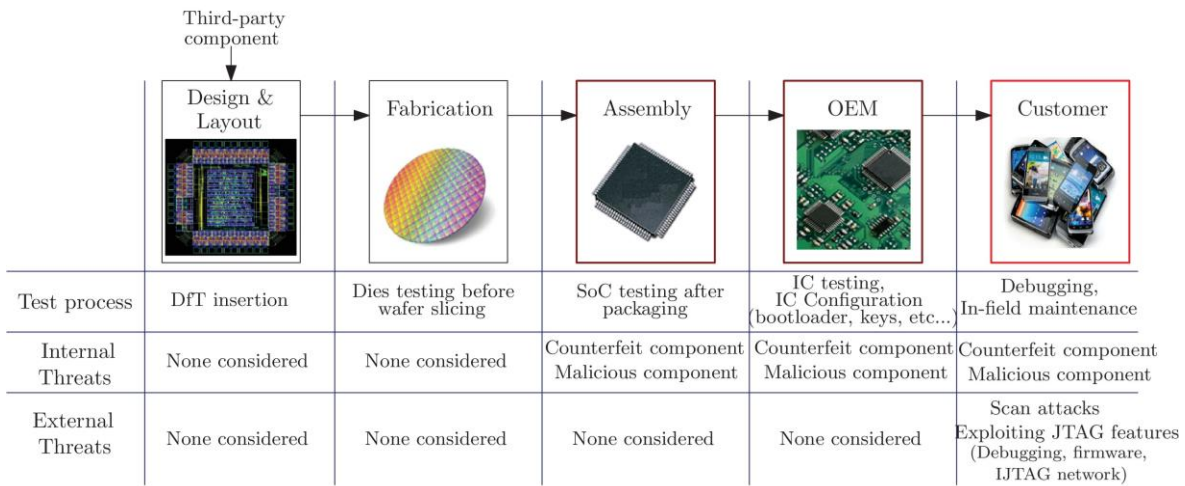 Third-party
component
Design &
Layout
Fabrication
Assembly
OEM
Customer
Test process
DfT insertion
Dies testing before
wafer slicing
SoC testing after
packaging
IC testing,
IC Configuration
(bootloader, keys, etc...)
Debugging,
In-field maintenance
Internal
Threats
None considered
None considered
Counterfeit component
Malicious component
Counterfeit component
Malicious component
Counterfeit component
Malicious component
External
Threats
None considered
None considered
None considered
None considered
Scan attacks
Exploiting JTAG features
(Debugging, firmware,
IJTAG network)